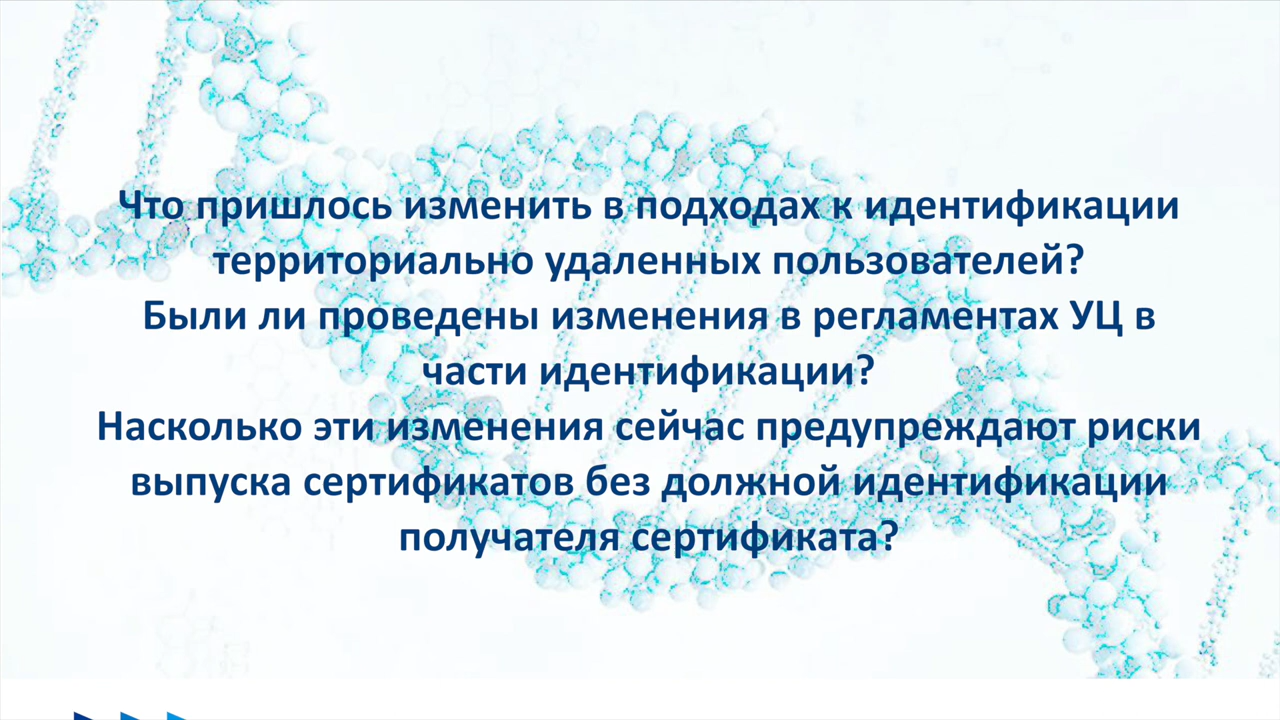 Что пришлось изменить в подходах к идентификации
территориально удаленных пользователей?
Были ли проведены изменения в регламентах УЦ в
части идентификации?
Насколько эти изменения сейчас предупреждают риски
выпуска сертификатов без должной идентификации
получателя сертификата?